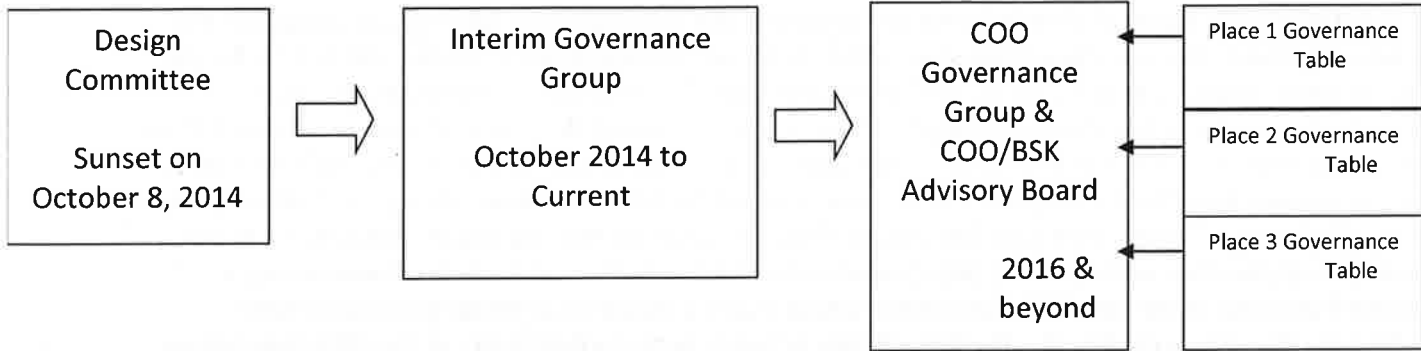 Design
Committee
Sunset on
October 8, 2014
Interim Governance
Group
October 2014 to
Current
COO
Governance
Group &
COO/BSK
Advisory Board
2016 &
beyond
Place 1 Governance
Table
Place 2 Governance
Table
Place 3 Governance
Table